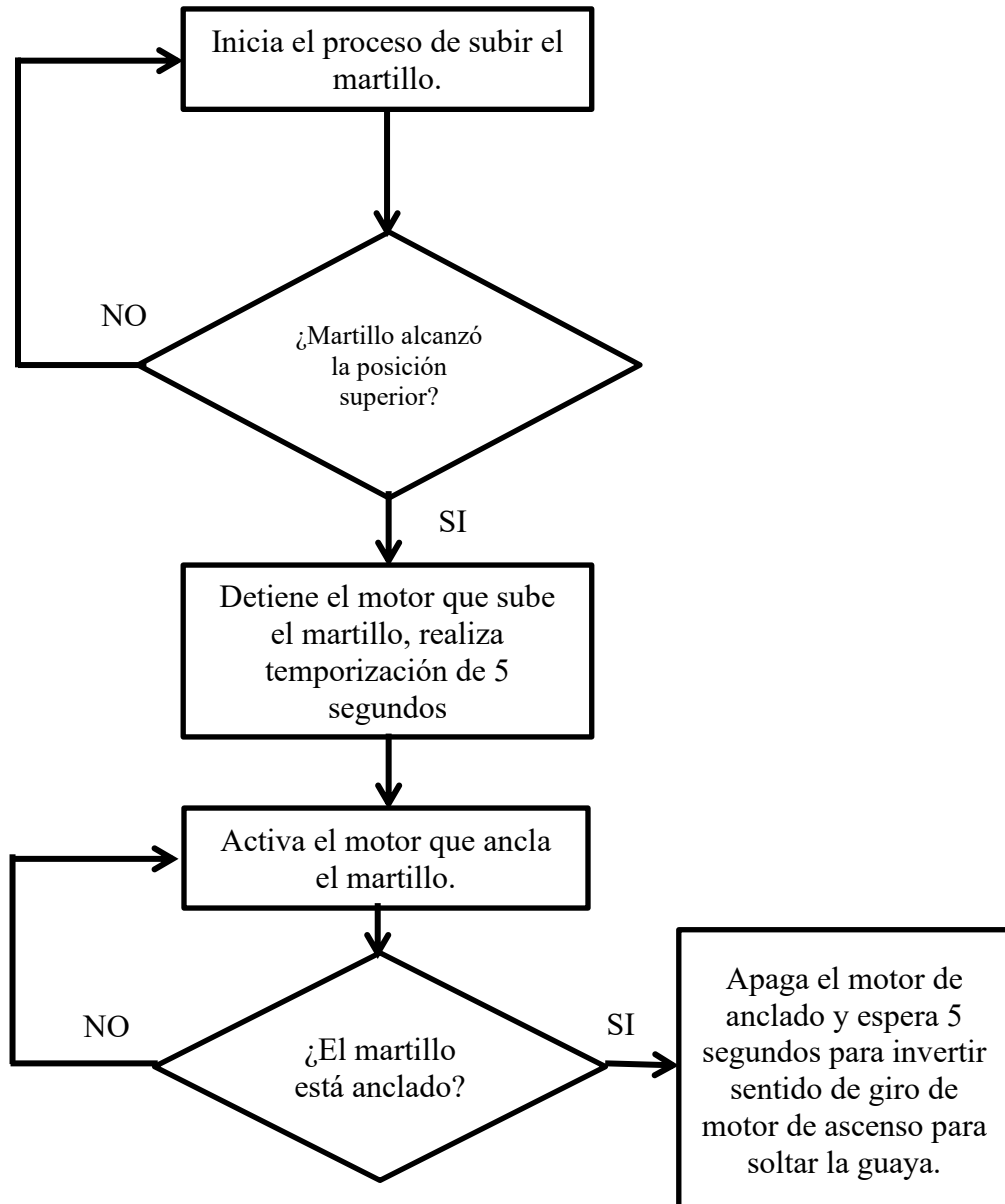 Inicia el proceso de subir el
martillo.
NO
¿Martillo alcanzó
la posición
superior?
SI
Detiene el motor que sube
el martillo, realiza
temporización de 5
segundos
Activa el motor que ancla
el martillo.
NO
¿El martillo
está anclado?
SI
Apaga el motor de
anclado y espera 5
segundos para invertir
sentido de giro de
motor de ascenso para
soltar la guaya.